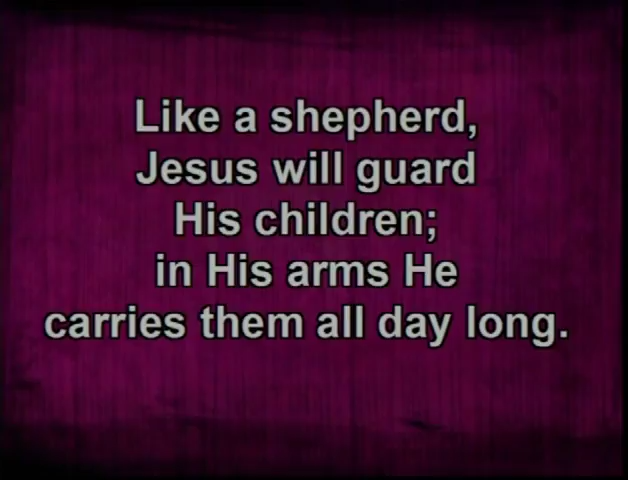 Like a shepherd,
Jesus will guard
His children;
in His arms He
carries them all day long.